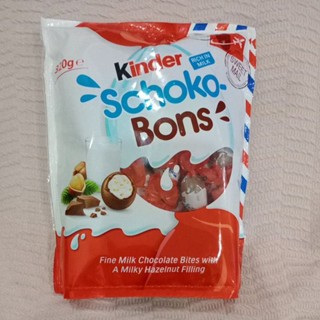 Kinder
RICH IN
MILK
320g e
Schoko-
Bons
Fine Milk Chocolate Bites with
A Milky Hazelnut Filling